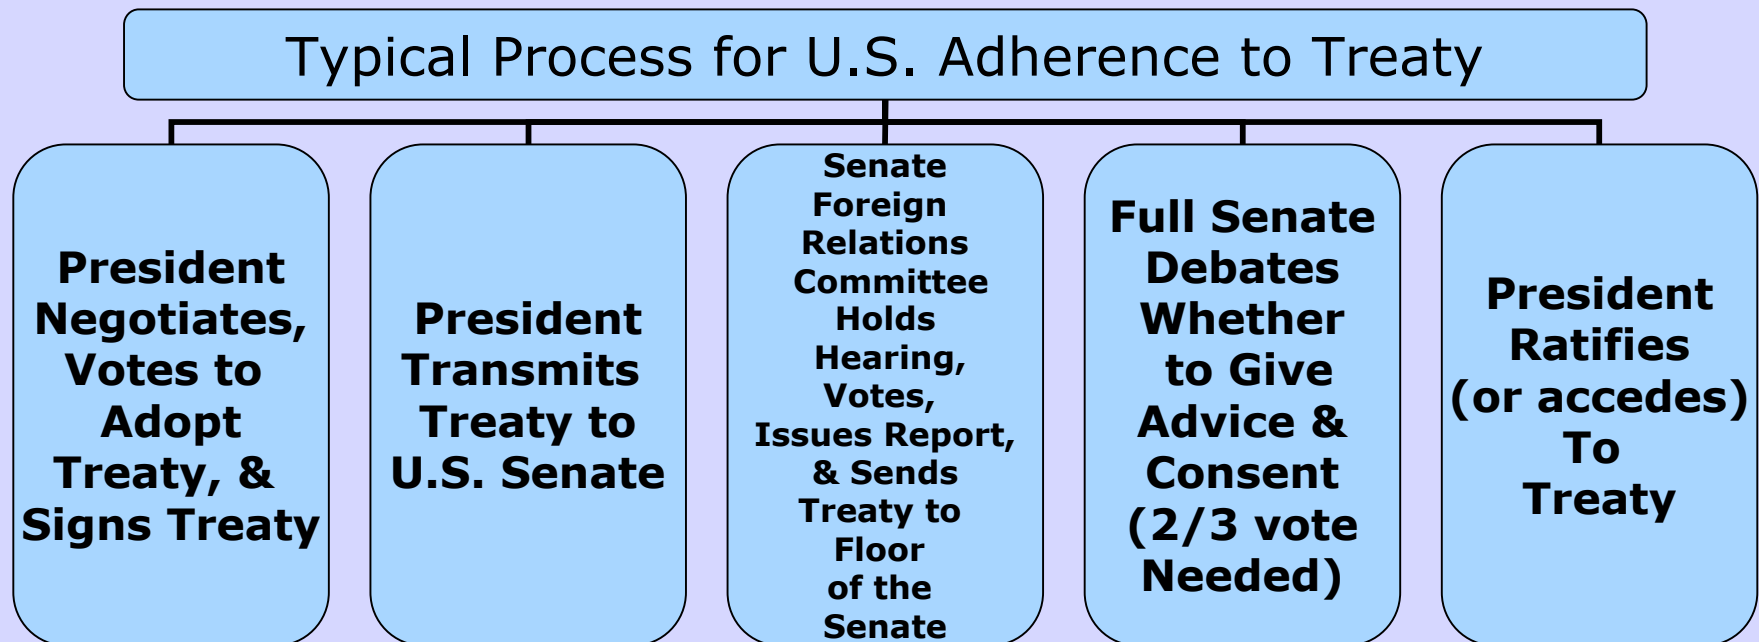 Typical Process for U.S. Adherence to Treaty
President
Negotiates,
Votes to
Adopt
Treaty, &
Signs Treaty
President
Transmits
Treaty to
U.S. Senate
Senate
Foreign
Relations
Committee
Holds
Hearing,
Votes,
Issues Report,
& Sends
Treaty to
Floor
of the
Senate
Full Senate
Debates
Whether
to Give
Advice &
Consent
(2/3 vote
Needed)
President
Ratifies
(or accedes)
To
Treaty